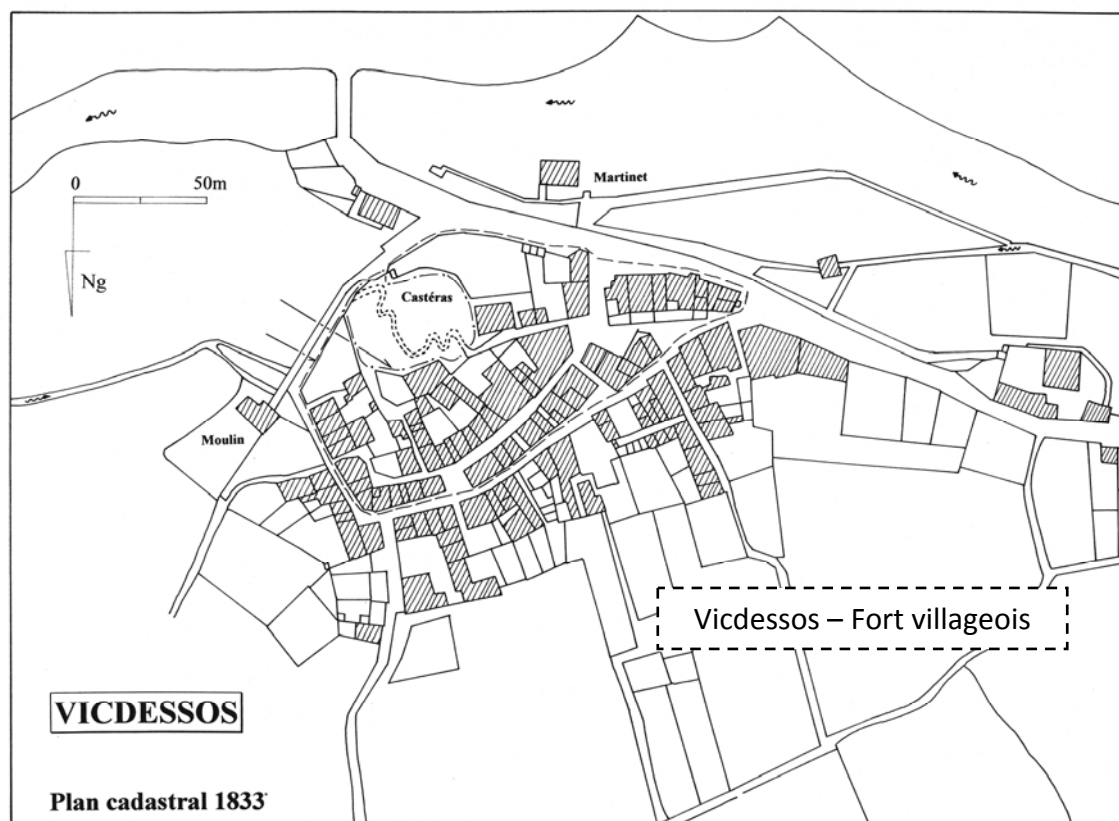 0 50m
Ng
Martinet
Castéras
Moulin
Vicdessos – Fort villageois
VICDESSOS
Plan cadastral 1833